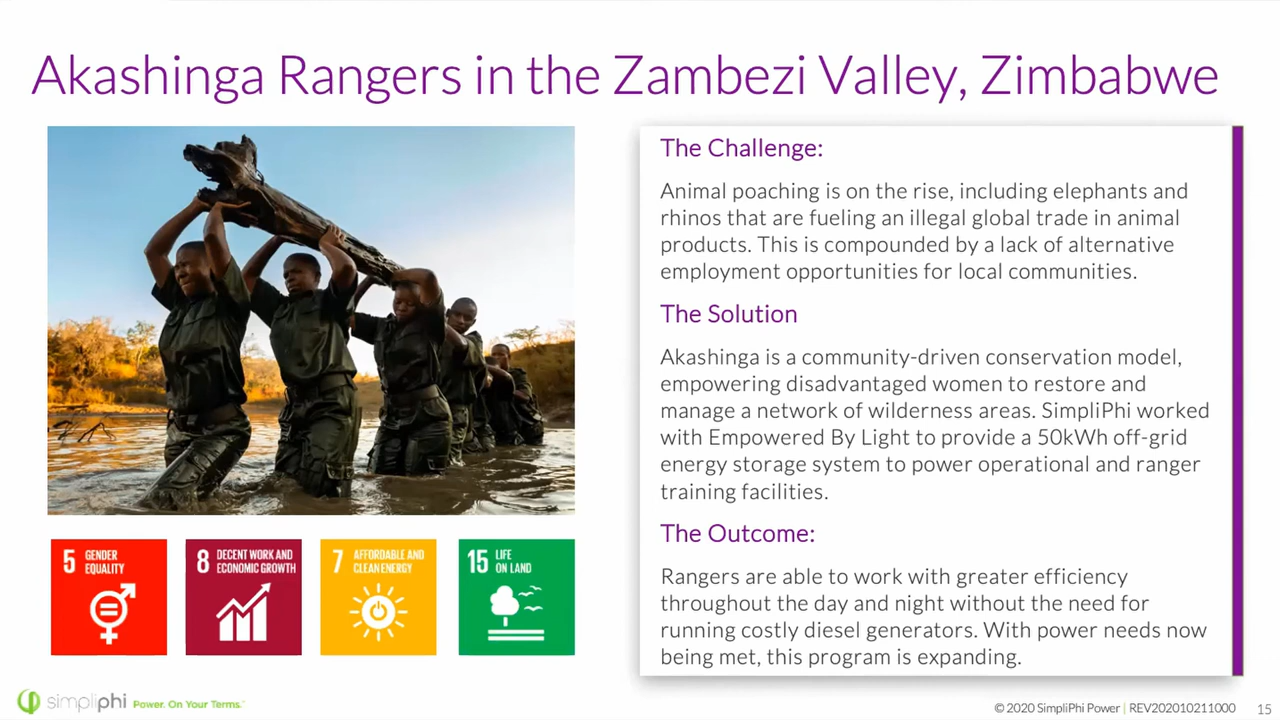 Akashinga Rangers in the Zambezi Valley, Zimbabwe
The Challenge:
Animal poaching is on the rise, including elephants and
rhinos that are fueling an illegal global trade in animal
products. This is compounded by a lack of alternative
employment opportunities for local communities.
The Solution
Akashinga is a community-driven conservation model,
empowering disadvantaged women to restore and
manage a network of wilderness areas. SimpliPhi worked
with Empowered By Light to provide a 50kWh off-grid
energy storage system to power operational and ranger
training facilities.
The Outcome:
Rangers are able to work with greater efficiency
throughout the day and night without the need for
running costly diesel generators. With power needs now
being met, this program is expanding.
5 GENDER
EQUALITY
8 DECENT WORK AND
ECONOMIC GROWTH
7 AFFORDABLE AND
CLEAN ENERGY
15 LIFE
ON LAND
simpliphi Power. On Your Terms.™
© 2020 SimpliPhi Power | REV202010211000 15